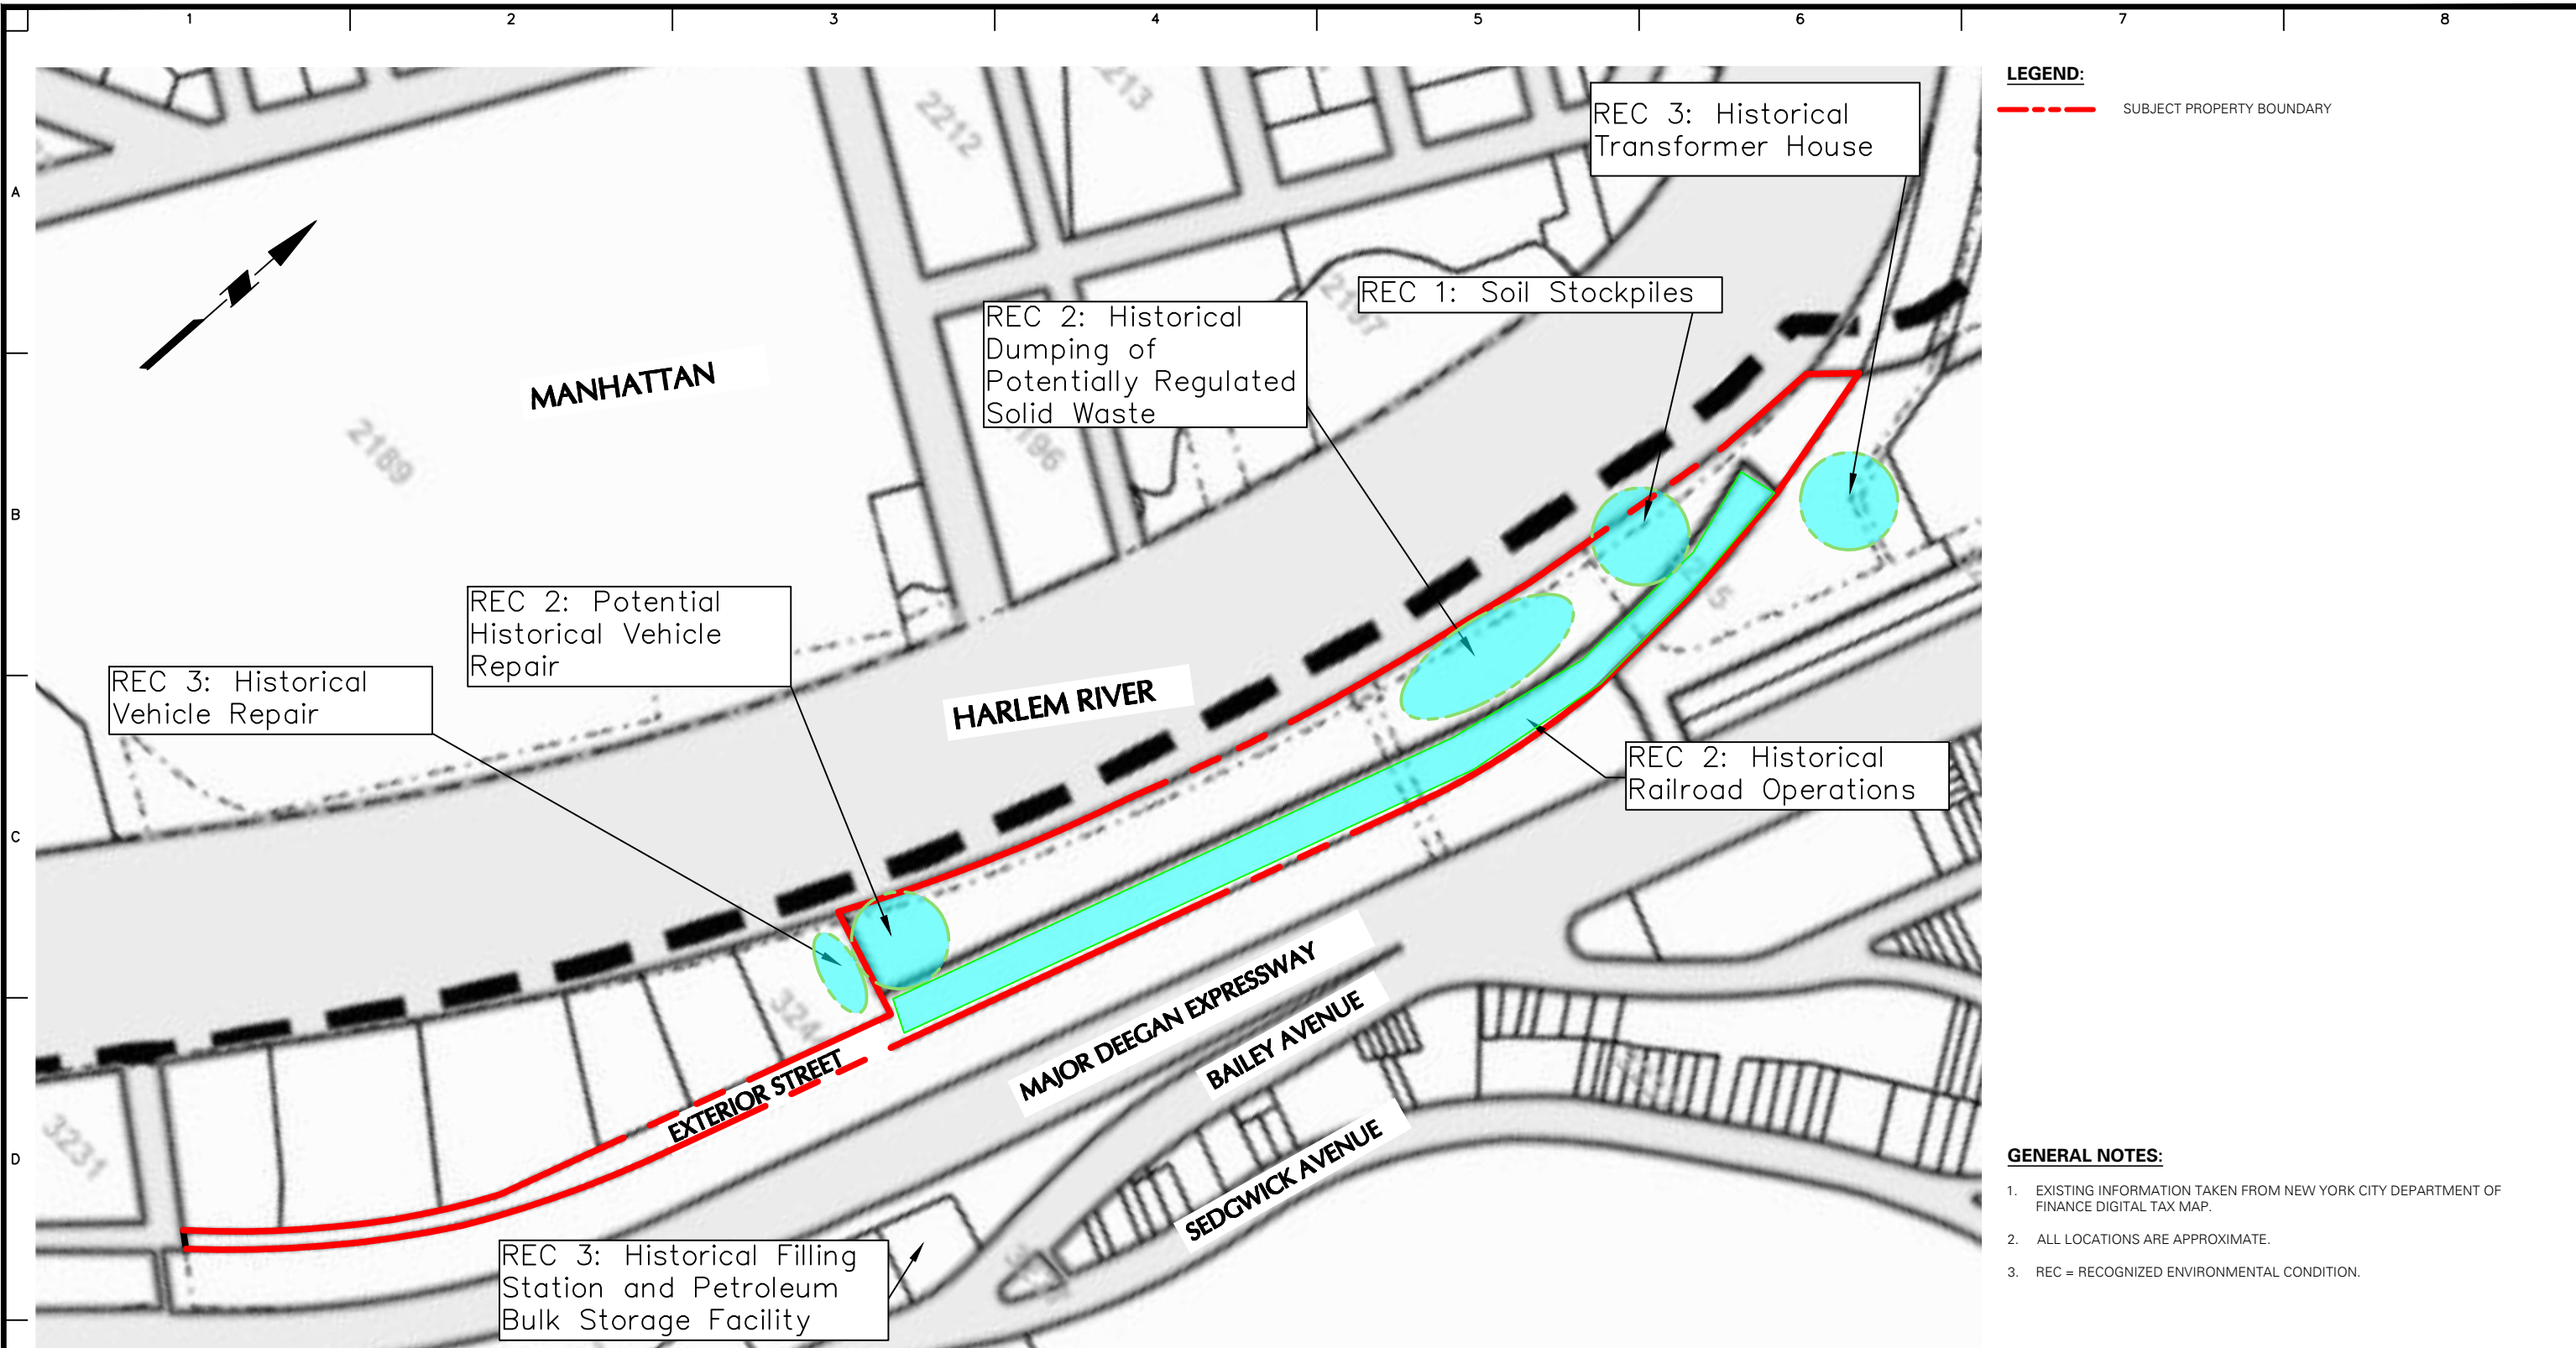 1 2 3 4 5 6 7 8
A
B
C
D
LEGEND:
SUBJECT PROPERTY BOUNDARY
REC 3: Historical
Transformer House
2212
2213
REC 1: Soil Stockpiles
2197
REC 2: Historical
Dumping of
Potentially Regulated
Solid Waste
MANHATTAN
2189
REC 2: Potential
Historical Vehicle
Repair
REC 3: Historical
Vehicle Repair
HARLEM RIVER
REC 2: Historical
Railroad Operations
MAJOR DEEGAN EXPRESSWAY
BAILEY AVENUE
EXTERIOR STREET
SEDGWICK AVENUE
3231
REC 3: Historical Filling
Station and Petroleum
Bulk Storage Facility
GENERAL NOTES:
1. EXISTING INFORMATION TAKEN FROM NEW YORK CITY DEPARTMENT OF
FINANCE DIGITAL TAX MAP.
2. ALL LOCATIONS ARE APPROXIMATE.
3. REC = RECOGNIZED ENVIRONMENTAL CONDITION.